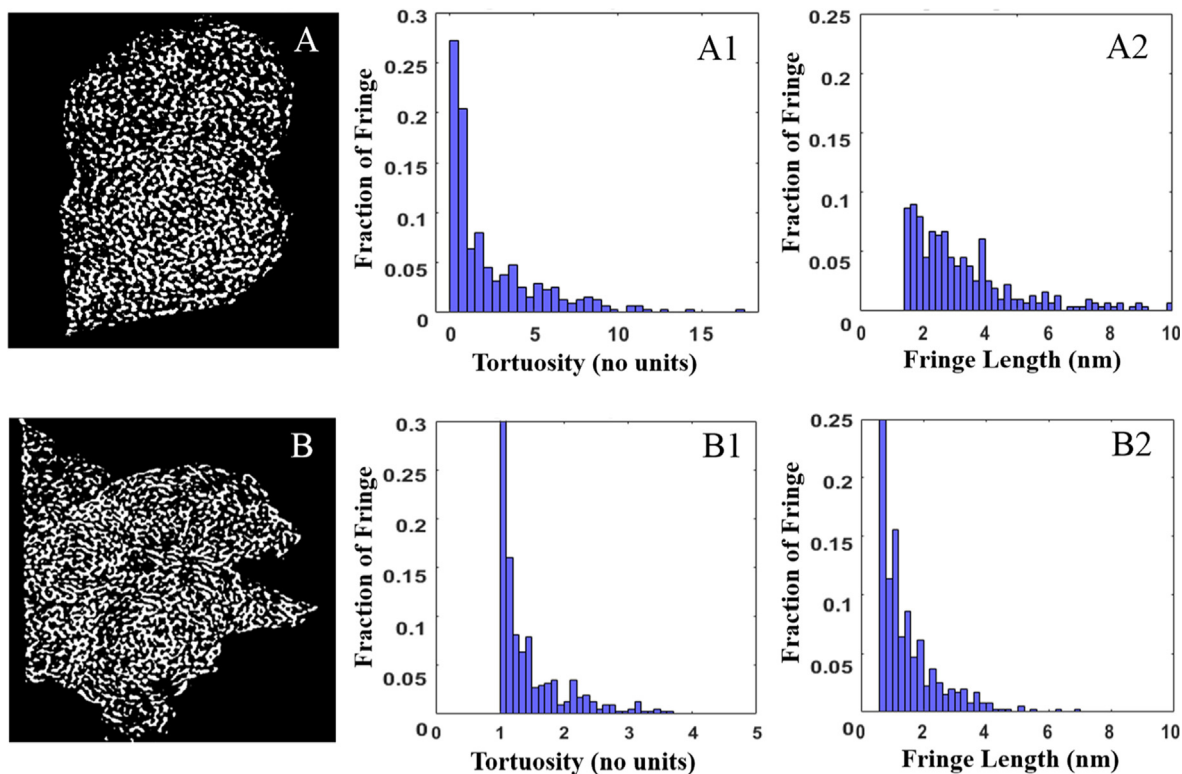 A
A1
Fraction of Fringe
0.3
0.25
0.2
0.15
0.1
0.05
0
0 5 10 15
Tortuosity (no units)
A2
Fraction of Fringe
0.25
0.2
0.15
0.1
0.05
0
0 2 4 6 8 10
Fringe Length (nm)
B
B1
Fraction of Fringe
0.3
0.25
0.2
0.15
0.1
0.05
0
0 1 2 3 4 5
Tortuosity (no units)
B2
Fraction of Fringe
0.25
0.2
0.15
0.1
0.05
0
0 2 4 6 8 10
Fringe Length (nm)